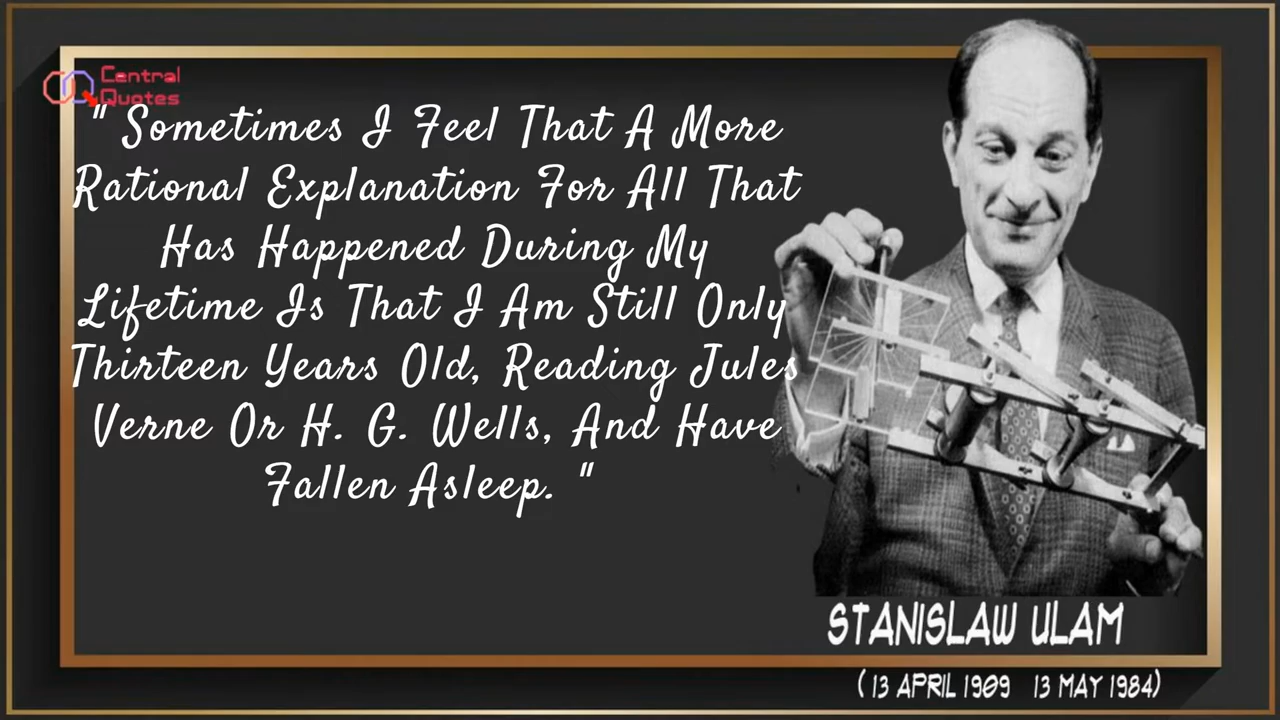 Central
Quotes
" Sometimes I Feel That A More
Rational Explanation For All That
Has Happened During My
Lifetime Is That I Am Still Only
Thirteen Years Old, Reading Jules
Verne Or H. G. Wells, And Have
Fallen Asleep. "
STANISLAW ULAM
( 13 APRIL 1909 13 MAY 1984)